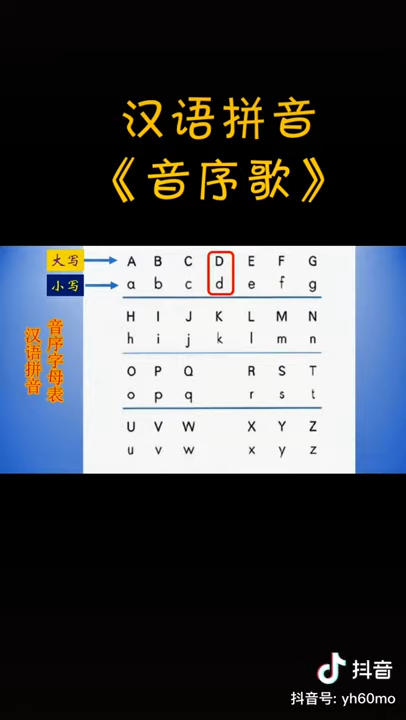 汉语拼音
《音序歌》
大写
A B C D E F G
小写
a b c d e f g
H I J K L M N
h i j k l m n
O P Q R S T
o p q r s t
U V W X Y Z
u v w x y z
汉语拼音
音序字母表
抖音
抖音号: yh60mo